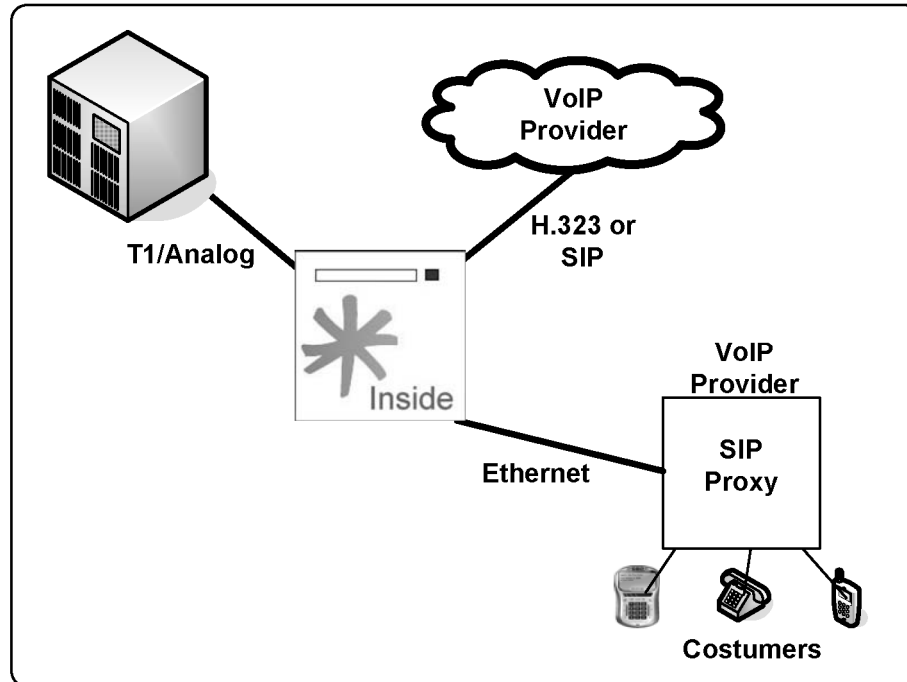 VoIP
Provider
T1/Analog
H.323 or
SIP
Inside
VoIP
Provider
Ethernet
SIP
Proxy
Costumers